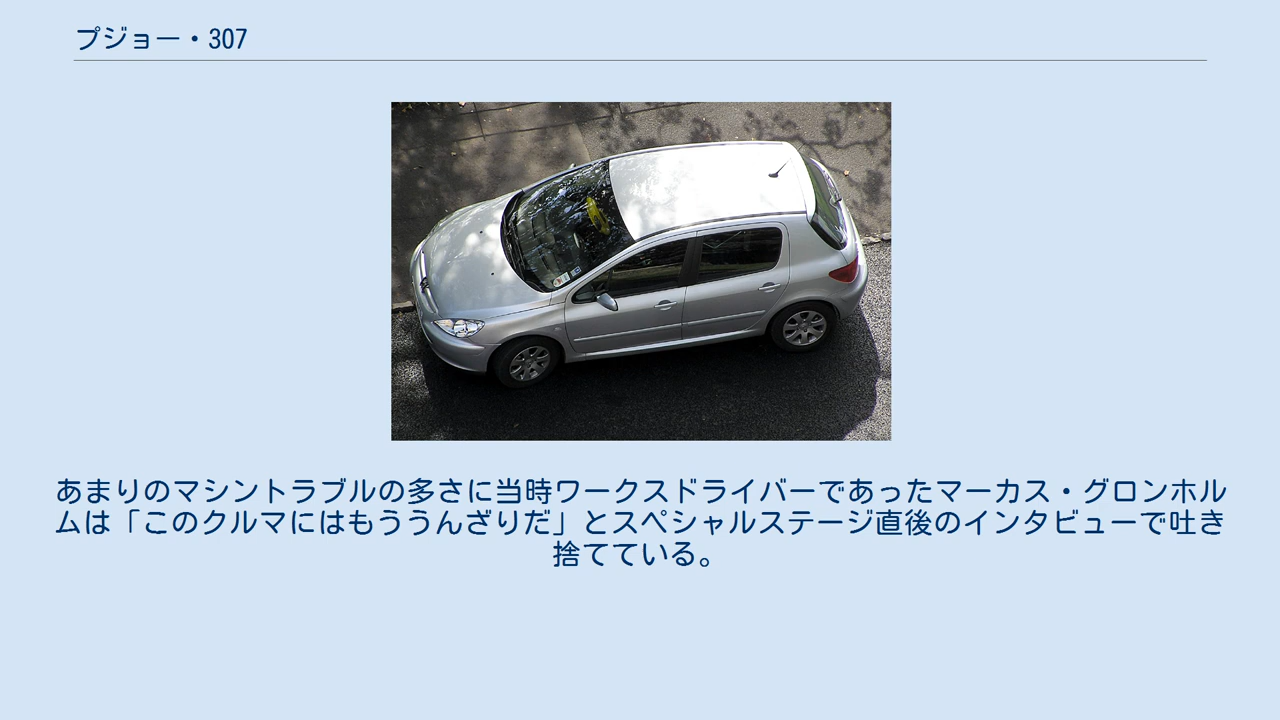 プジョー・307
あまりのマシントラブルの多さに当時ワークスドライバーであったマーカス・グロンホル
ムは「このクルマにはもううんざりだ」とスペシャルステージ直後のインタビューで吐き
捨てている。